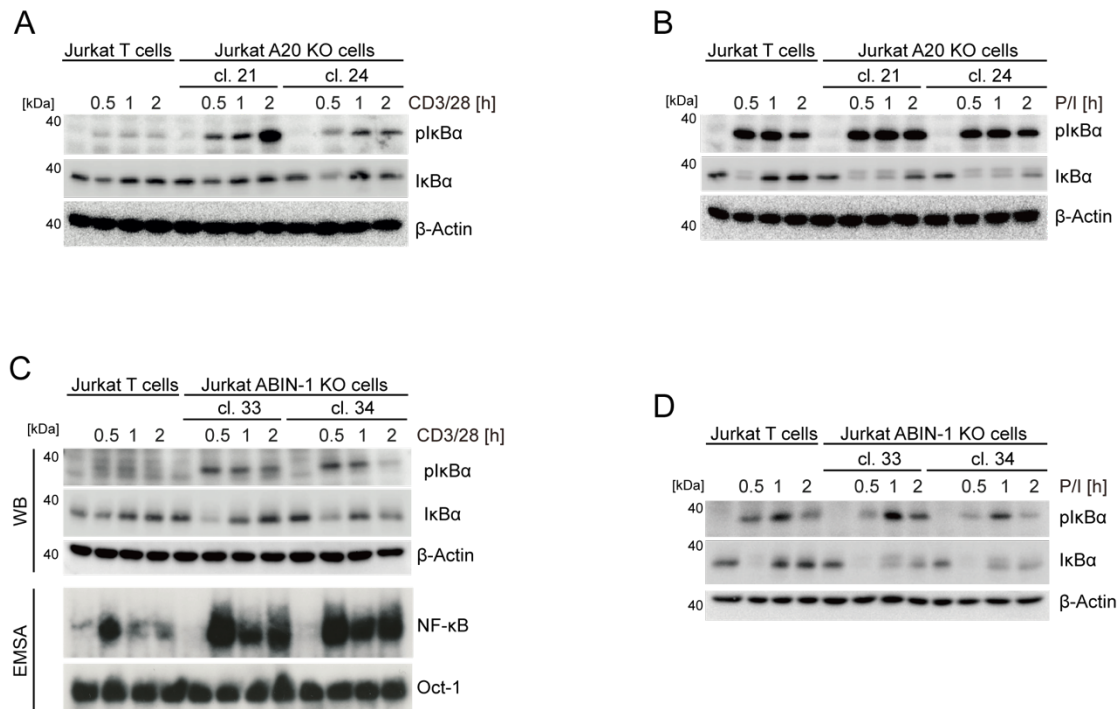 A
Jurkat T cells Jurkat A20 KO cells
cl. 21 cl. 24
[kDa] 0.5 1 2 0.5 1 2 0.5 1 2 CD3/28 [h]
40 pIκBα
40 IκBα
40 β-Actin
B
Jurkat T cells Jurkat A20 KO cells
cl. 21 cl. 24
[kDa] 0.5 1 2 0.5 1 2 0.5 1 2 P/I [h]
40 pIκBα
40 IκBα
40 β-Actin
C
Jurkat T cells Jurkat ABIN-1 KO cells
cl. 33 cl. 34
[kDa] 0.5 1 2 0.5 1 2 0.5 1 2 CD3/28 [h]
WB
40 pIκBα
40 IκBα
40 β-Actin
EMSA
NF-κB
Oct-1
D
Jurkat T cells Jurkat ABIN-1 KO cells
cl. 33 cl. 34
[kDa] 0.5 1 2 0.5 1 2 0.5 1 2 P/I [h]
40 pIκBα
40 IκBα
40 β-Actin